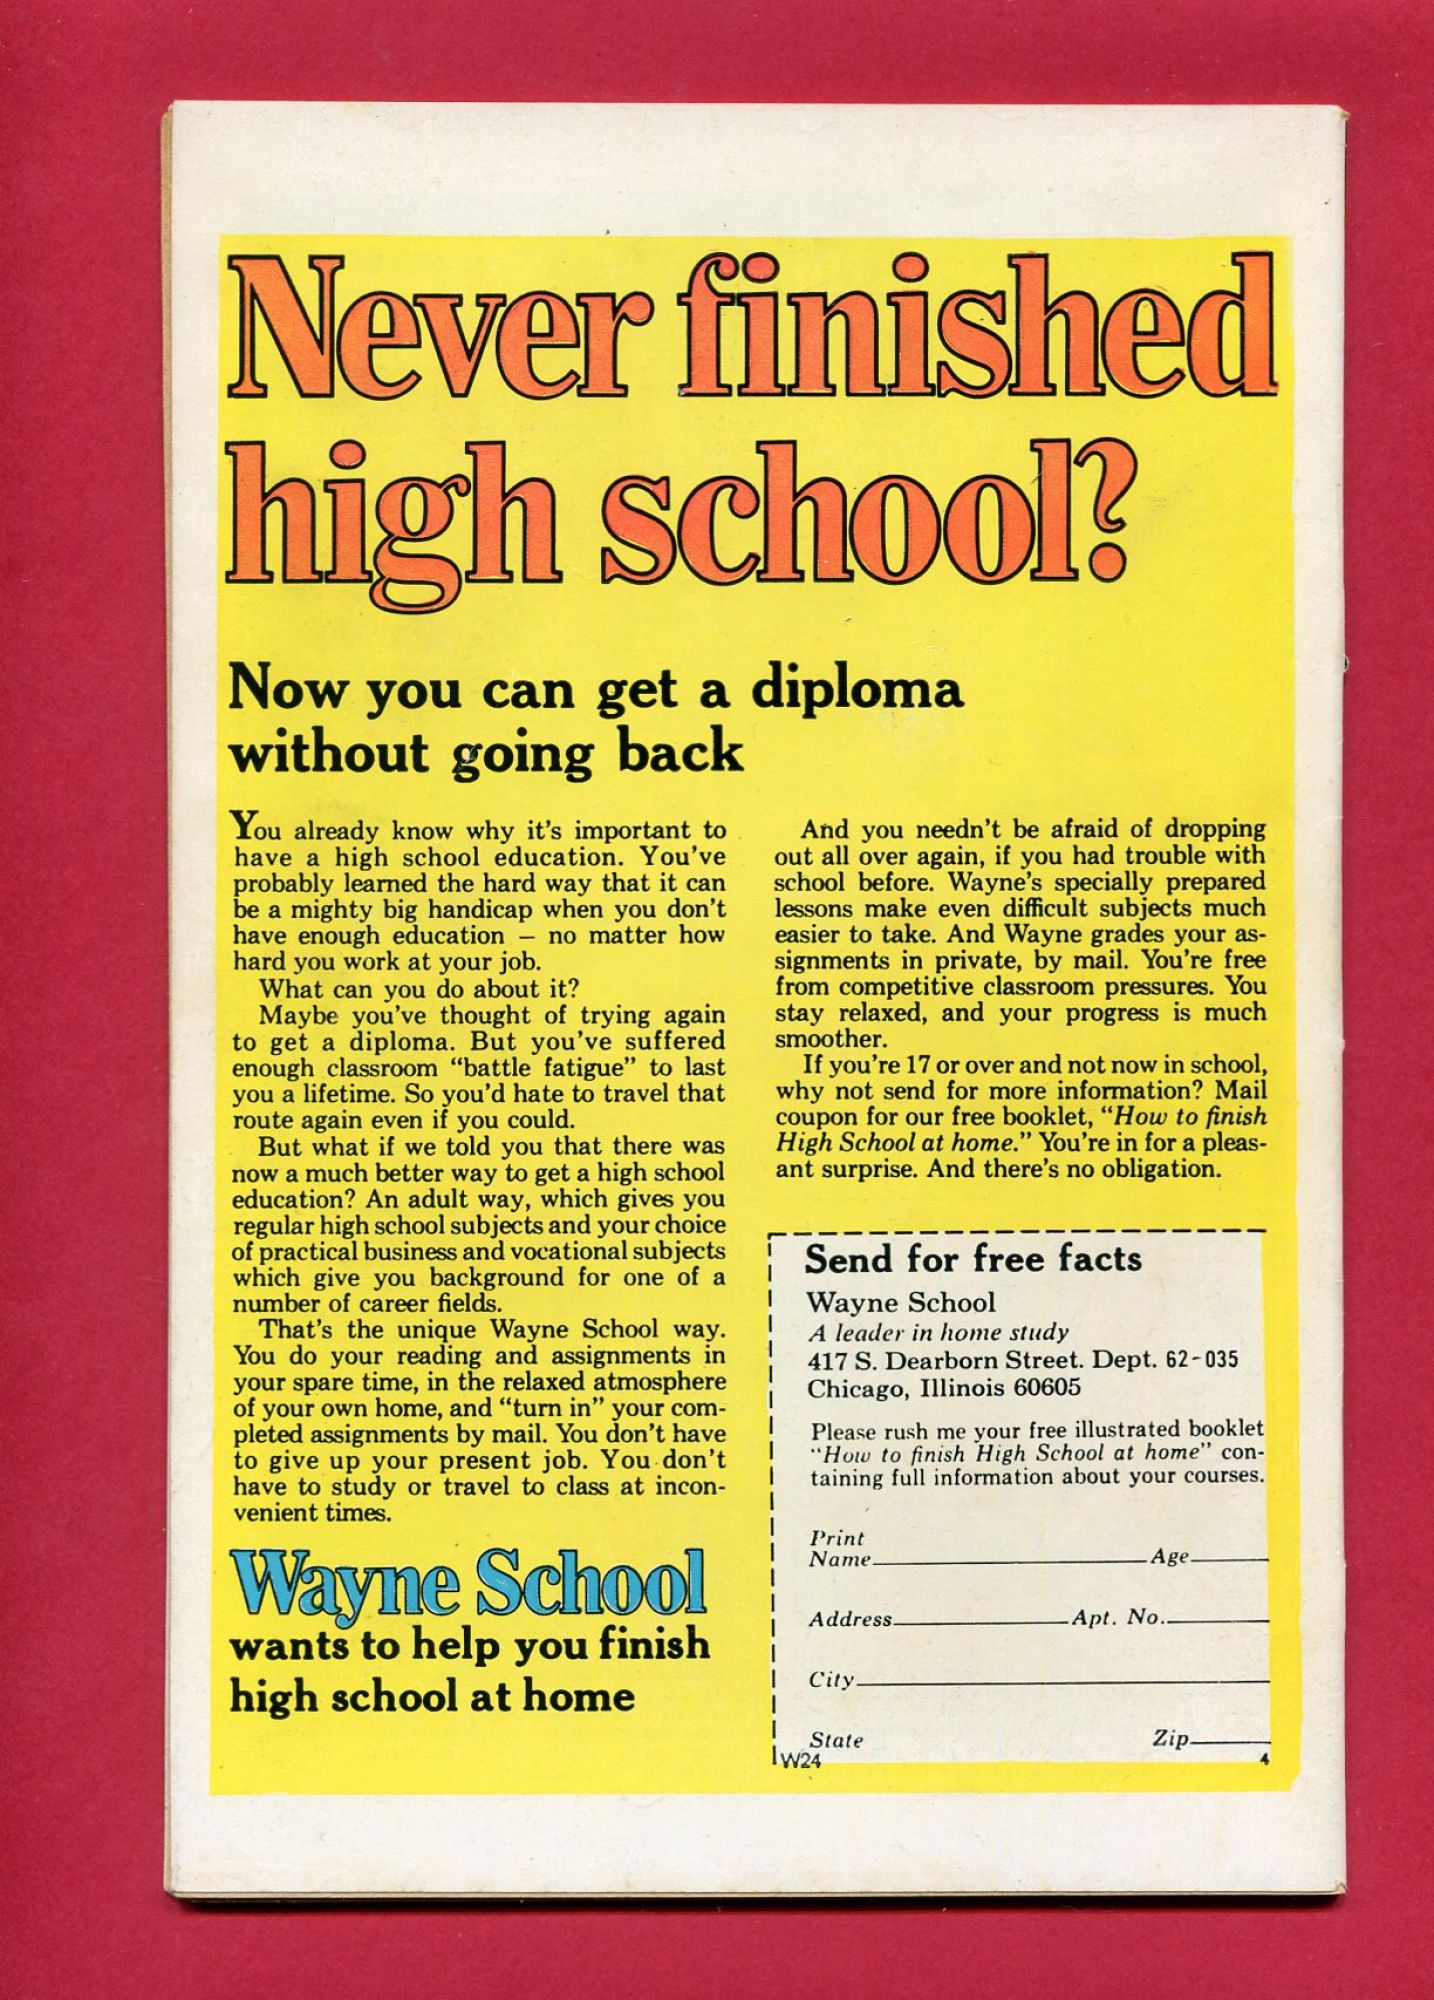 Never finished
high school?
Now you can get a diploma
without going back
You already know why it's important to
have a high school education. You've
probably learned the hard way that it can
be a mighty big handicap when you don't
have enough education – no matter how
hard you work at your job.
What can you do about it?
Maybe you've thought of trying again
to get a diploma. But you've suffered
enough classroom "battle fatigue" to last
you a lifetime. So you'd hate to travel that
route again even if you could.
But what if we told you that there was
now a much better way to get a high school
education? An adult way, which gives you
regular high school subjects and your choice
of practical business and vocational subjects
which give you background for one of a
number of career fields.
That's the unique Wayne School way.
You do your reading and assignments in
your spare time, in the relaxed atmosphere
of your own home, and "turn in" your com-
pleted assignments by mail. You don't have
to give up your present job. You don't
have to study or travel to class at incon-
venient times.
Wayne School
wants to help you finish
high school at home
And you needn't be afraid of dropping
out all over again, if you had trouble with
school before. Wayne's specially prepared
lessons make even difficult subjects much
easier to take. And Wayne grades your as-
signments in private, by mail. You're free
from competitive classroom pressures. You
stay relaxed, and your progress is much
smoother.
If you're 17 or over and not now in school,
why not send for more information? Mail
coupon for our free booklet, "How to finish
High School at home." You're in for a pleas-
ant surprise. And there's no obligation.
Send for free facts
Wayne School
A leader in home study
417 S. Dearborn Street. Dept. 62-035
Chicago, Illinois 60605
Please rush me your free illustrated booklet
"How to finish High School at home" con-
taining full information about your courses.
Print
Name Age
Address Apt. No.
City
State Zip
W24 4